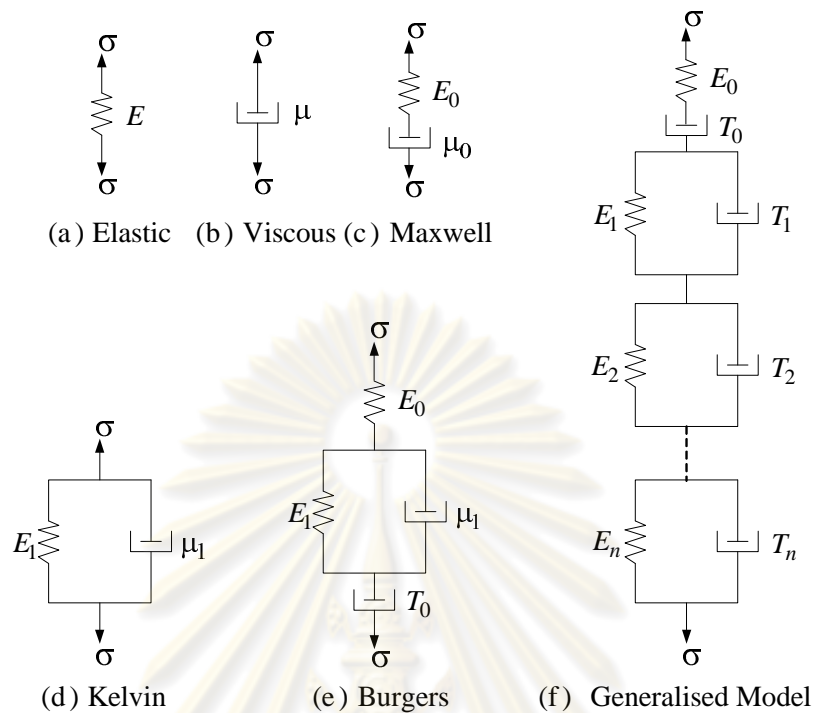 σ
E
σ
(a) Elastic
σ
μ
σ
(b) Viscous
σ
E0
μ0
σ
(c) Maxwell
σ
E1
μ1
σ
(d) Kelvin
σ
E0
E1
μ1
T0
σ
(e) Burgers
σ
E0
T0
E1
T1
E2
T2
En
Tn
σ
(f) Generalised Model